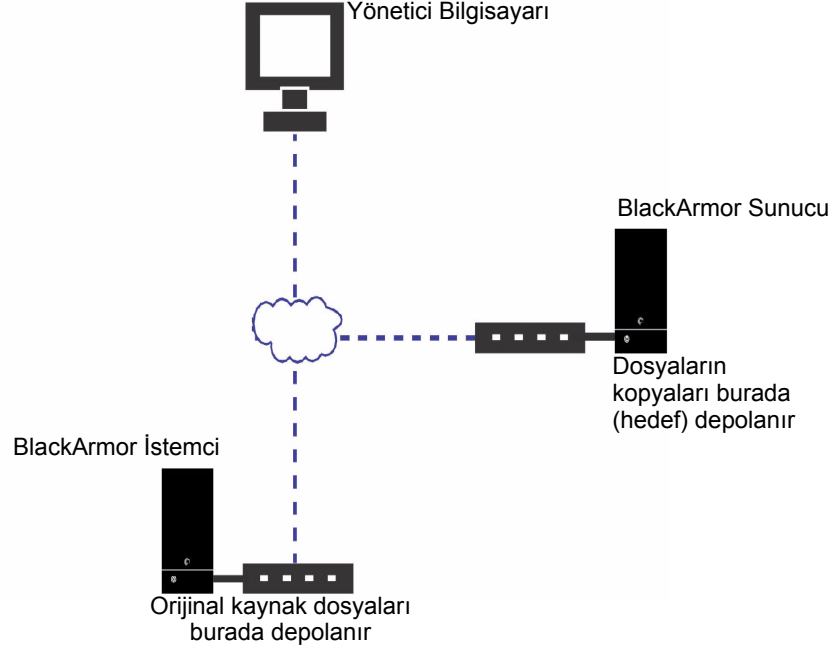 Yönetici Bilgisayarı
BlackArmor Sunucu
Dosyaların
kopyaları burada
(hedef) depolanır
BlackArmor İstemci
Orijinal kaynak dosyaları
burada depolanır